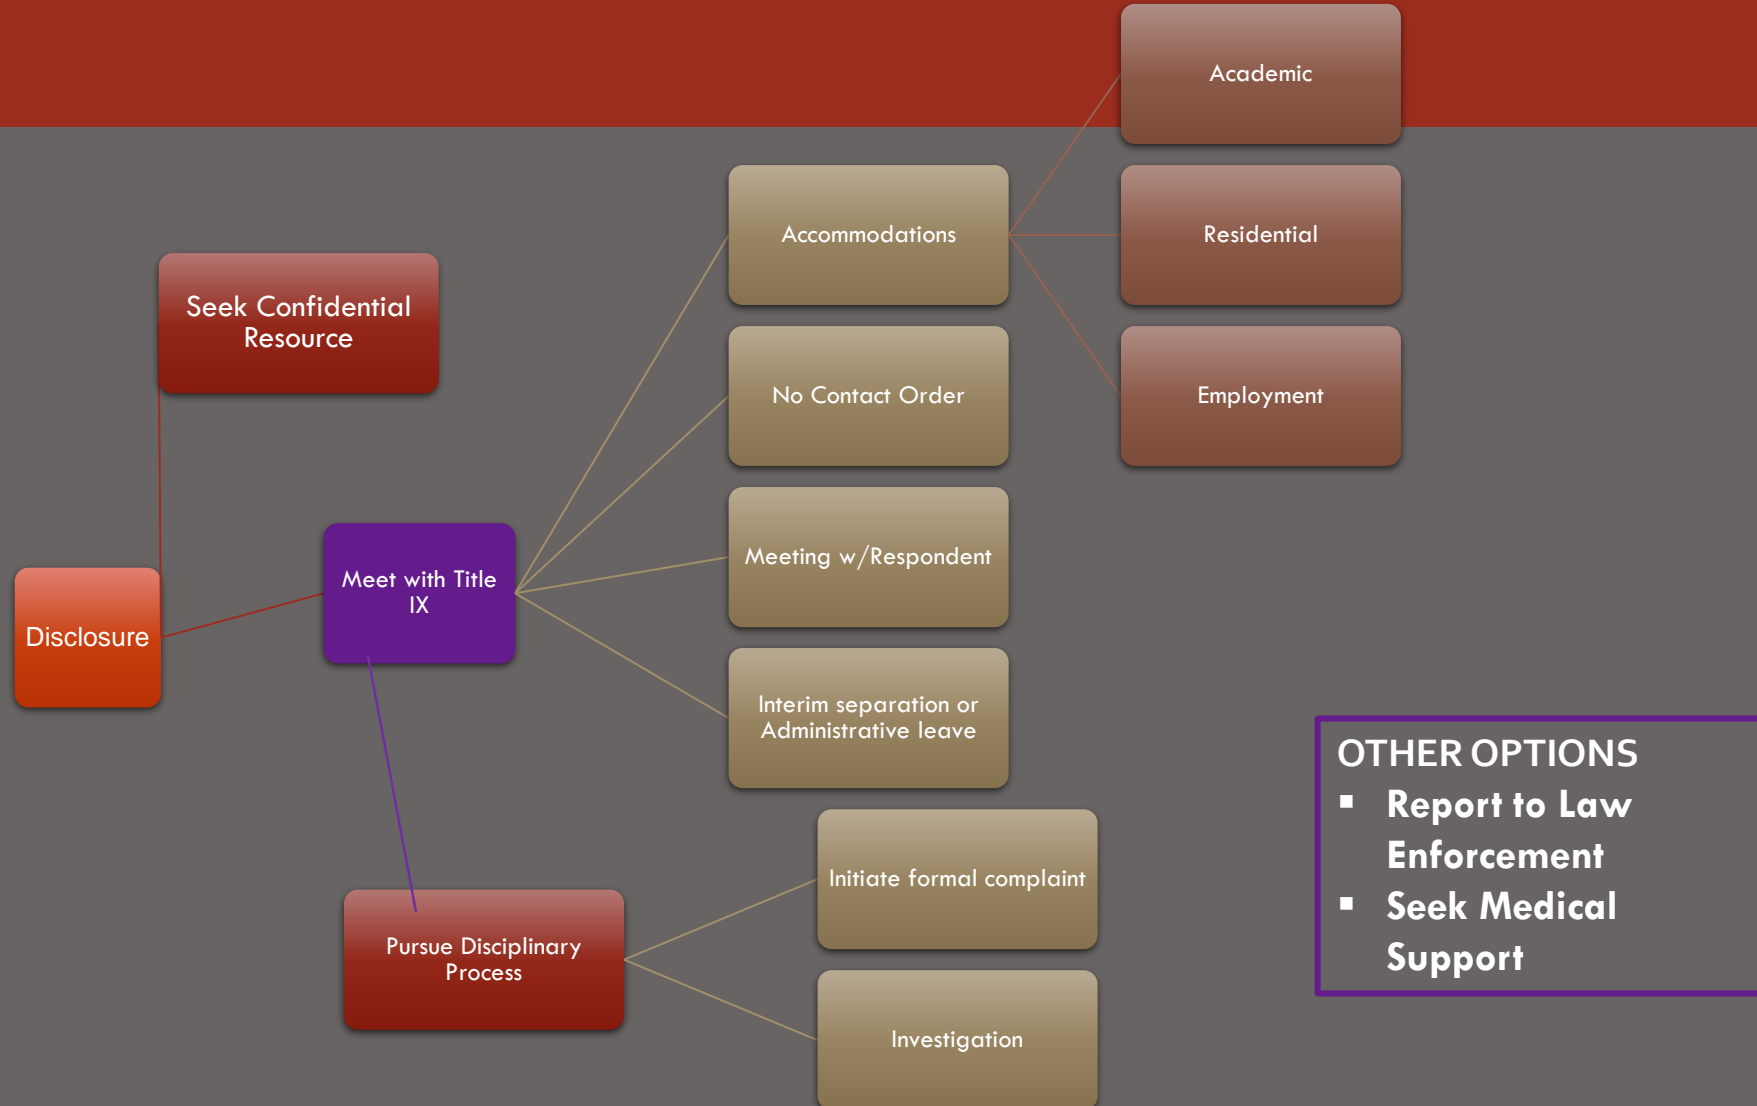 Academic
Accommodations
Residential
Seek Confidential
Resource
No Contact Order
Employment
Meeting w/Respondent
Meet with Title
IX
Disclosure
Interim separation or
Administrative leave
OTHER OPTIONS
▪ Report to Law
Enforcement
▪ Seek Medical
Support
Initiate formal complaint
Pursue Disciplinary
Process
Investigation